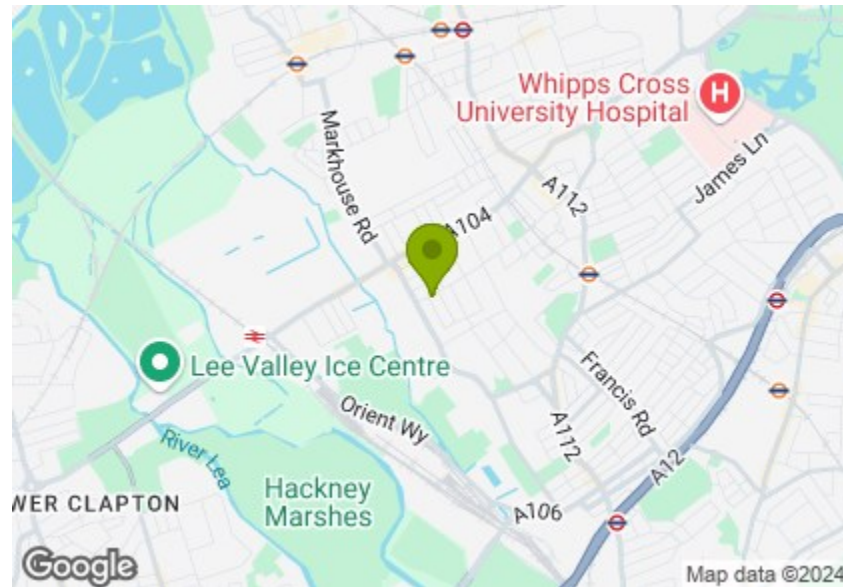 Whipps Cross
University Hospital
H
James Ln
Markhouse Rd
A112
A104
Lee Valley Ice Centre
Francis Rd
Orient Wy
A112
River Lea
A12
WER CLAPTON
Hackney
Marshes
A106
Google
Map data ©2024